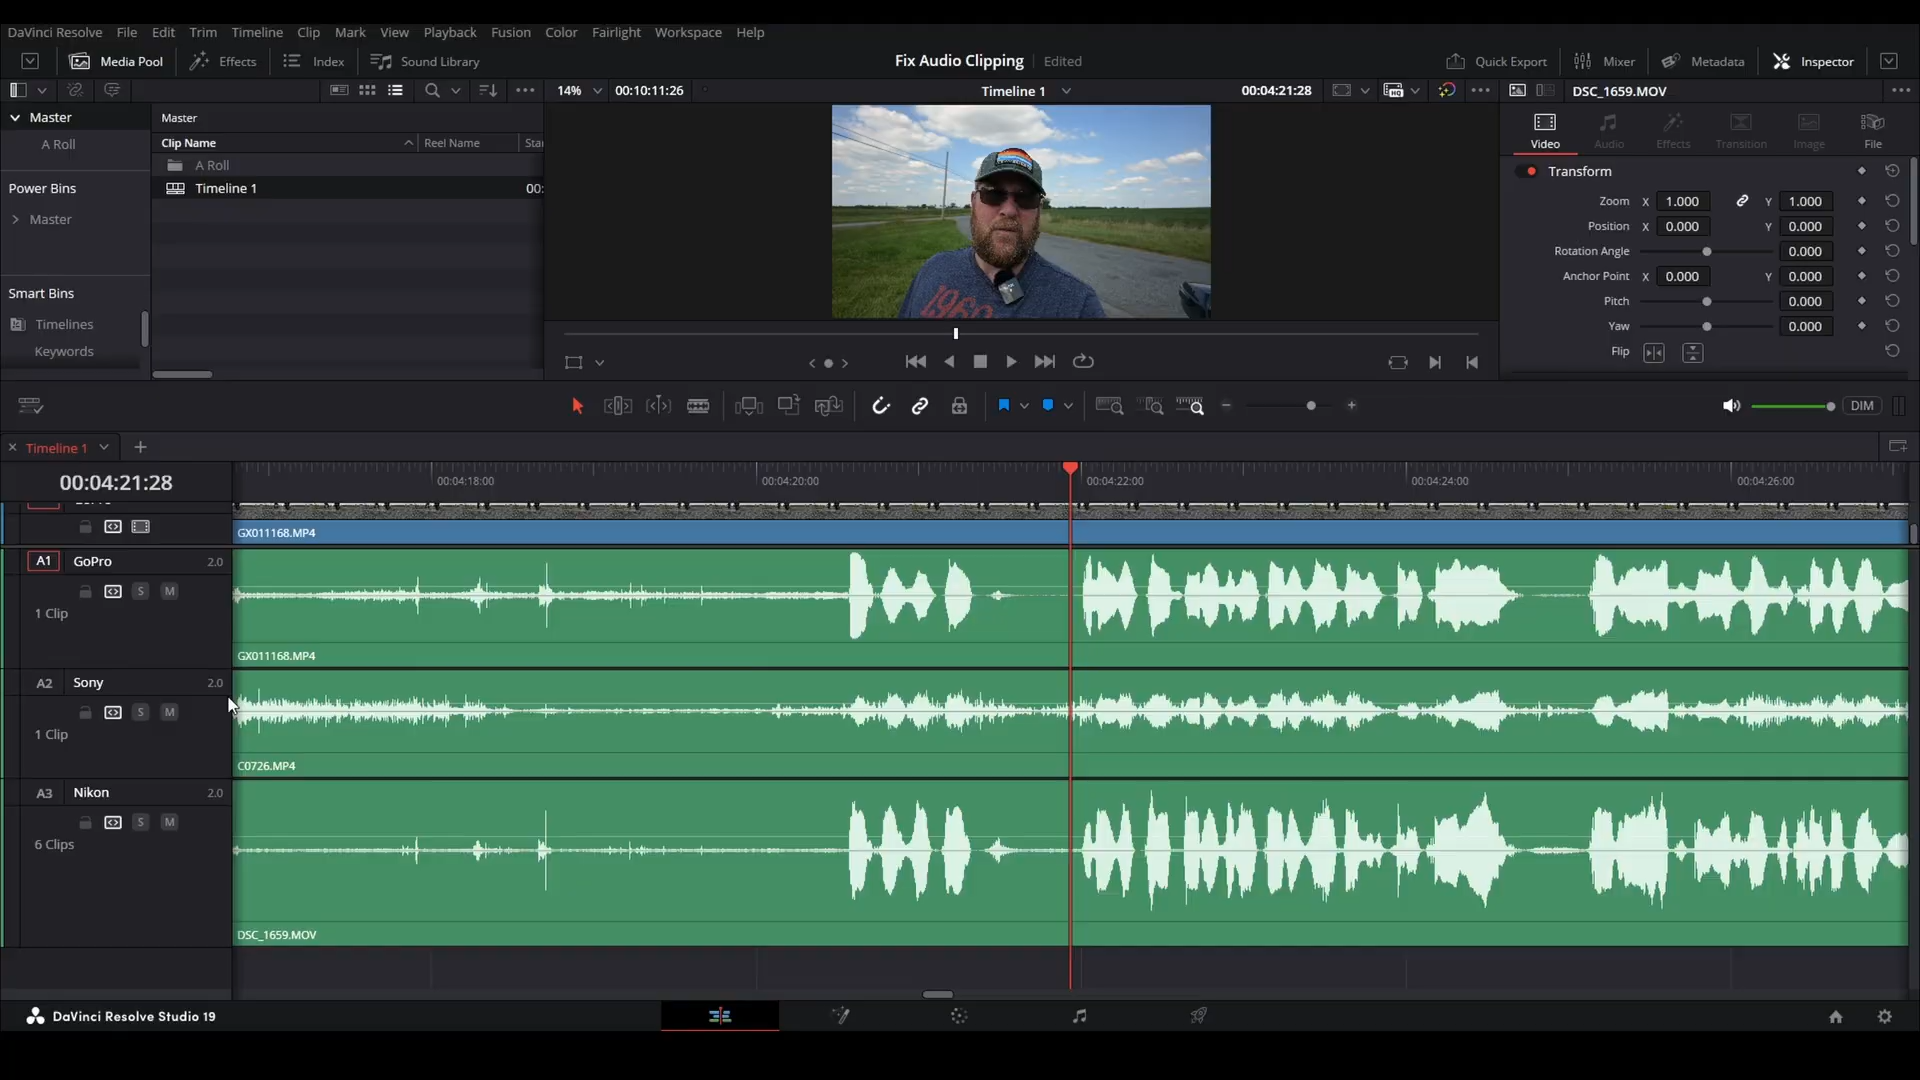 DaVinci Resolve File Edit Trim Timeline Clip Mark View Playback Fusion Color Fairlight Workspace Help
Media Pool Effects Index Sound Library Fix Audio Clipping Edited Quick Export Mixer Metadata Inspector
14% 00:10:11:26 Timeline 1 00:04:21:28 DSC_1659.MOV
Master
A Roll
Power Bins
Master
Smart Bins
Timelines
Keywords
Master
Clip Name Reel Name Star
A Roll
Timeline 1 00:
Video Audio Effects Transition Image File
Transform
Zoom X 1.000 Y 1.000
Position X 0.000 Y 0.000
Rotation Angle 0.000
Anchor Point X 0.000 Y 0.000
Pitch 0.000
Yaw 0.000
Flip
DIM
Timeline 1
00:04:21:28 00:04:18:00 00:04:20:00 00:04:22:00 00:04:24:00 00:04:26:00
GX011168.MP4
A1 GoPro 2.0
S M
1 Clip
GX011168.MP4
A2 Sony 2.0
S M
1 Clip
C0726.MP4
A3 Nikon 2.0
S M
6 Clips
DSC_1659.MOV
DaVinci Resolve Studio 19